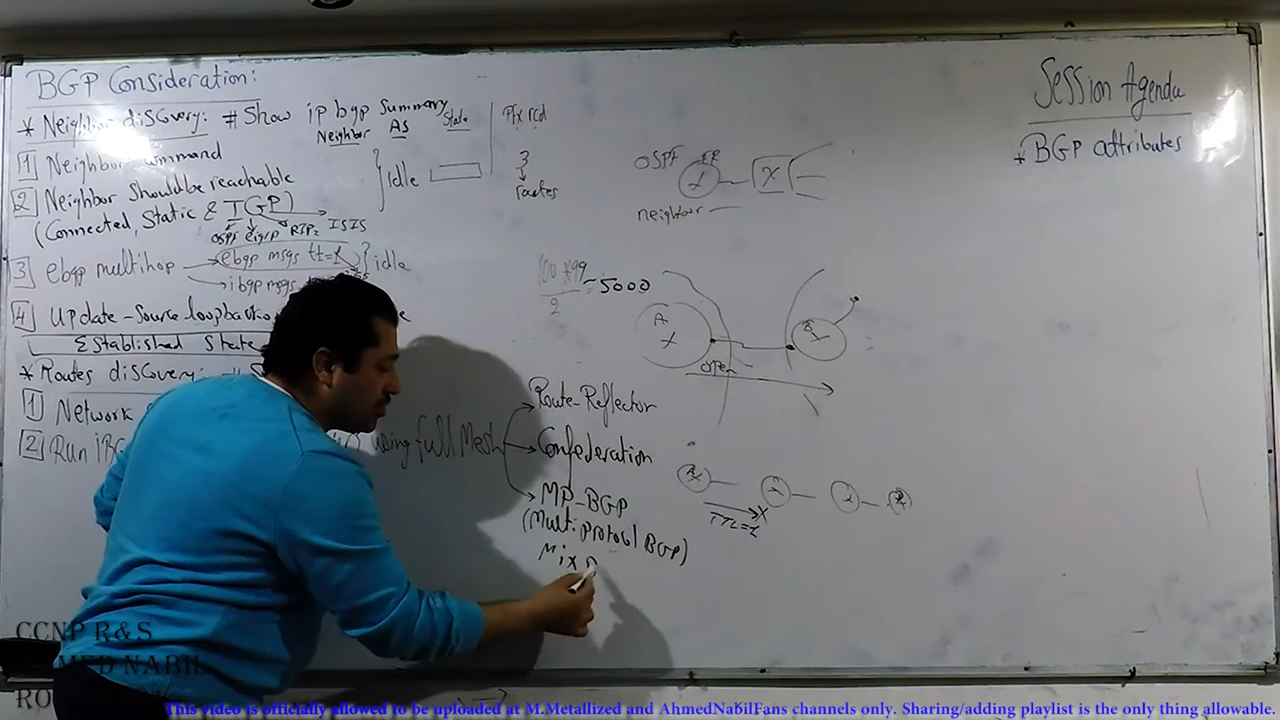 BGP Consideration:
* Neighbor disCovery: # Show ip bgp Summary
Neighbor AS State Pfx rcd
1 Neighbor command
2 Neighbor Should be reachable
(Connected, Static & IGP)
OSPF eigrp RIP2 ISIS
} idle
routes
3 ebgp multihop
ebgp msgs
ibgp msgs
} idle
4 Update-Source loopback
Established State
* Routes disCovery:
1 Network
2 Run
using full Mesh
Route-Reflector
Confederation
MP-BGP
(Multi protocol BGP)
Mix
OSPF
neighbor
100 * 99
2
= 5000
A
B
open
TTL=1
Session Agenda
* BGP attributes
CCNP R&S
AHMED NABIL
This video is officially allowed to be uploaded at M.Metallized and AhmedNabilFans channels only. Sharing/adding playlist is the only thing allowable.